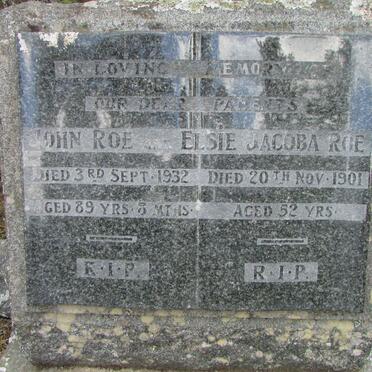 IN LOVING MEMORY
OUR DEAR PARENTS
JOHN ROE AND ELSIE JACOBA ROE
DIED 3RD SEPT. 1932
AGED 89 YRS. MTHS.
R.I.P.
DIED 20TH NOV. 1901
AGED 52 YRS.
R.I.P.